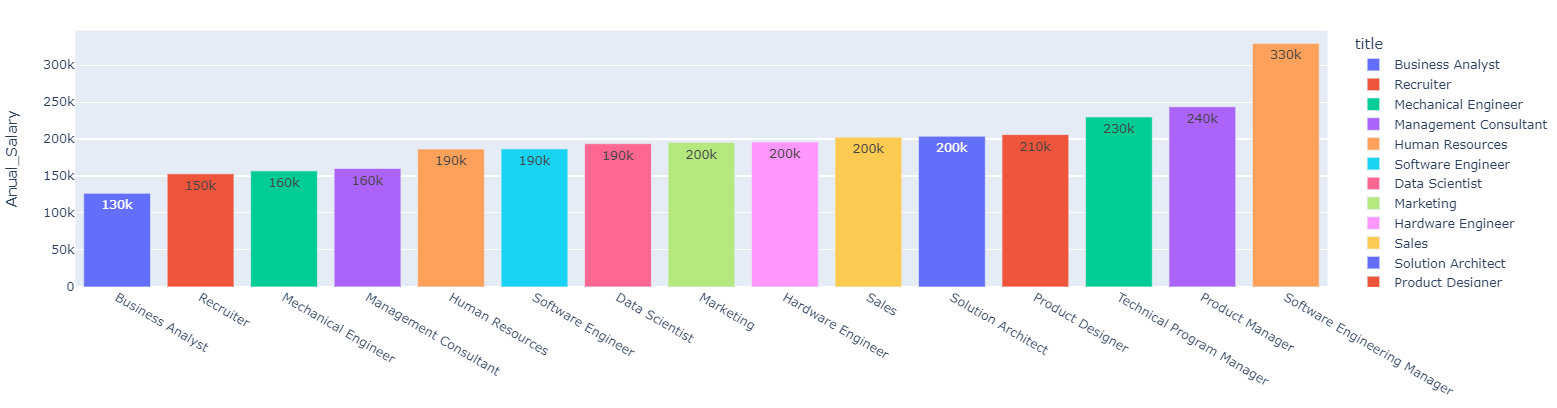 Anual_Salary
300k
250k
200k
150k
100k
50k
0
130k
150k
160k
160k
190k
190k
190k
200k
200k
200k
200k
210k
230k
240k
330k
Business Analyst
Recruiter
Mechanical Engineer
Management Consultant
Human Resources
Software Engineer
Data Scientist
Marketing
Hardware Engineer
Sales
Solution Architect
Product Designer
Technical Program Manager
Product Manager
Software Engineering Manager
title
Business Analyst
Recruiter
Mechanical Engineer
Management Consultant
Human Resources
Software Engineer
Data Scientist
Marketing
Hardware Engineer
Sales
Solution Architect
Product Designer